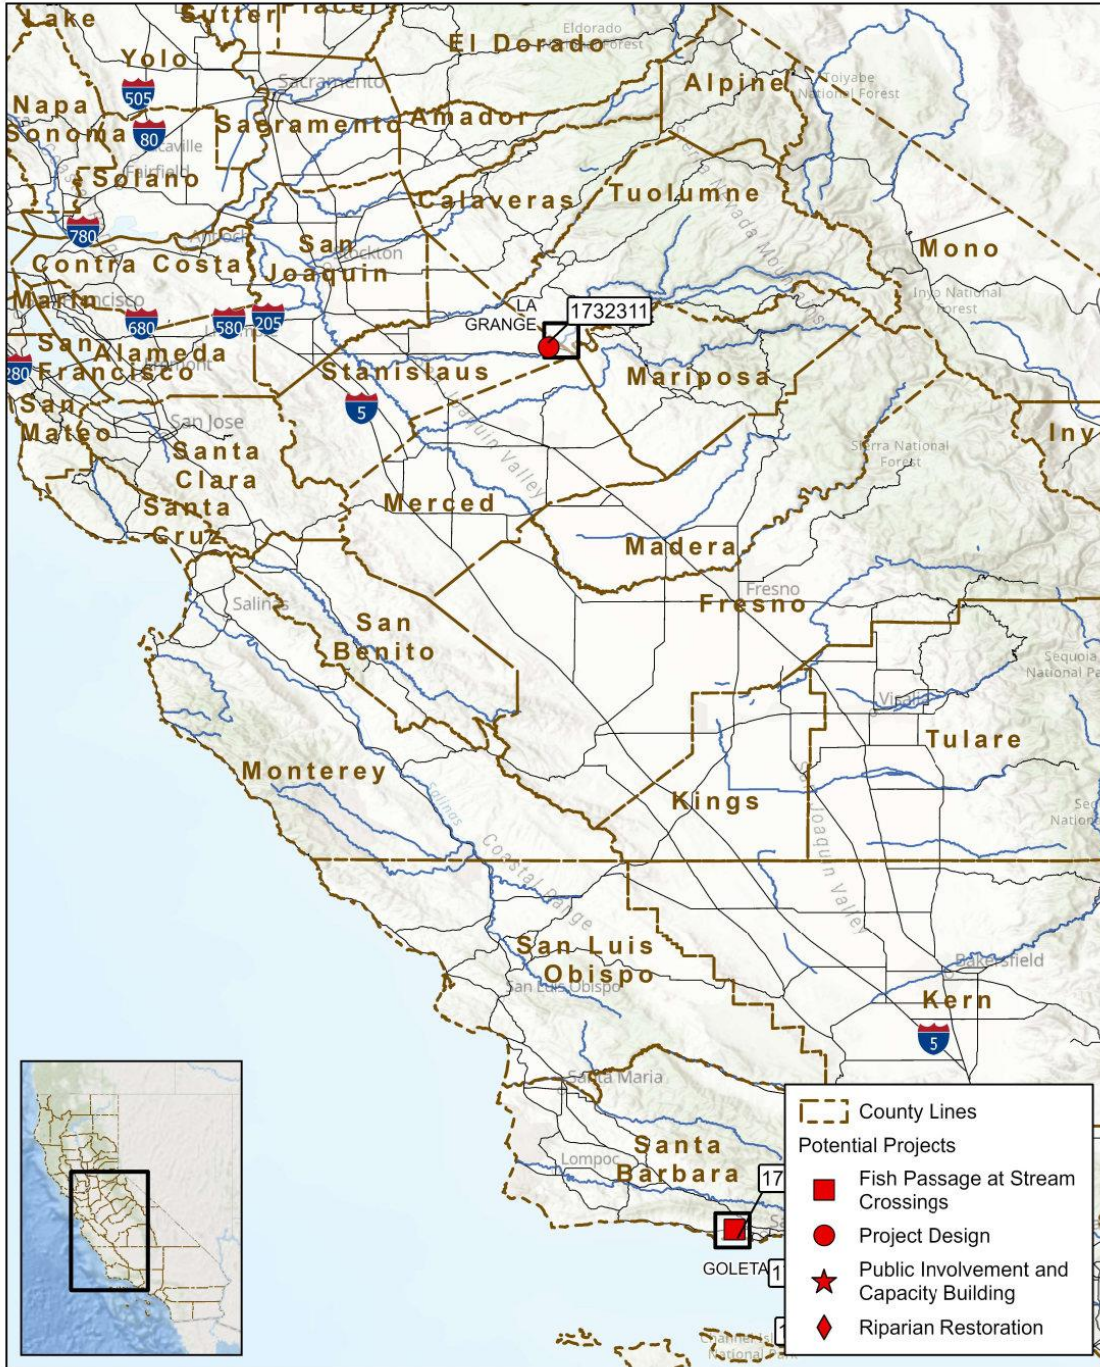 Lake
Sutter
Placer
El Dorado
Eldorado
National Forest
Yolo
505
Sacramento
Alpine
Toiyabe
National Forest
Napa
Sonoma
80
Sacramento
Amador
Fairfield
Solano
Calaveras
Tuolumne
780
Antioch
San
Joaquin
Stockton
Mono
Contra Costa
Inyo National
Forest
Marin
LA
GRANGE
1732311
680
580
205
San
Francisco
Alameda
280
Stanislaus
Mariposa
5
San
Mateo
San Jose
Santa
Clara
Sierra National
Forest
Santa
Cruz
Merced
Madera
Fresno
Fresno
Salinas
San
Benito
Sequoia
Visalia
Tulare
Monterey
Salinas
Kings
Coastal Range
Joaquin Valley
San Luis
Obispo
San Luis Obispo
Bakersfield
Kern
5
Santa Maria
Santa
Barbara
Lompoc
GOLETA
County Lines
Potential Projects
Fish Passage at Stream
Crossings
Project Design
Public Involvement and
Capacity Building
Riparian Restoration